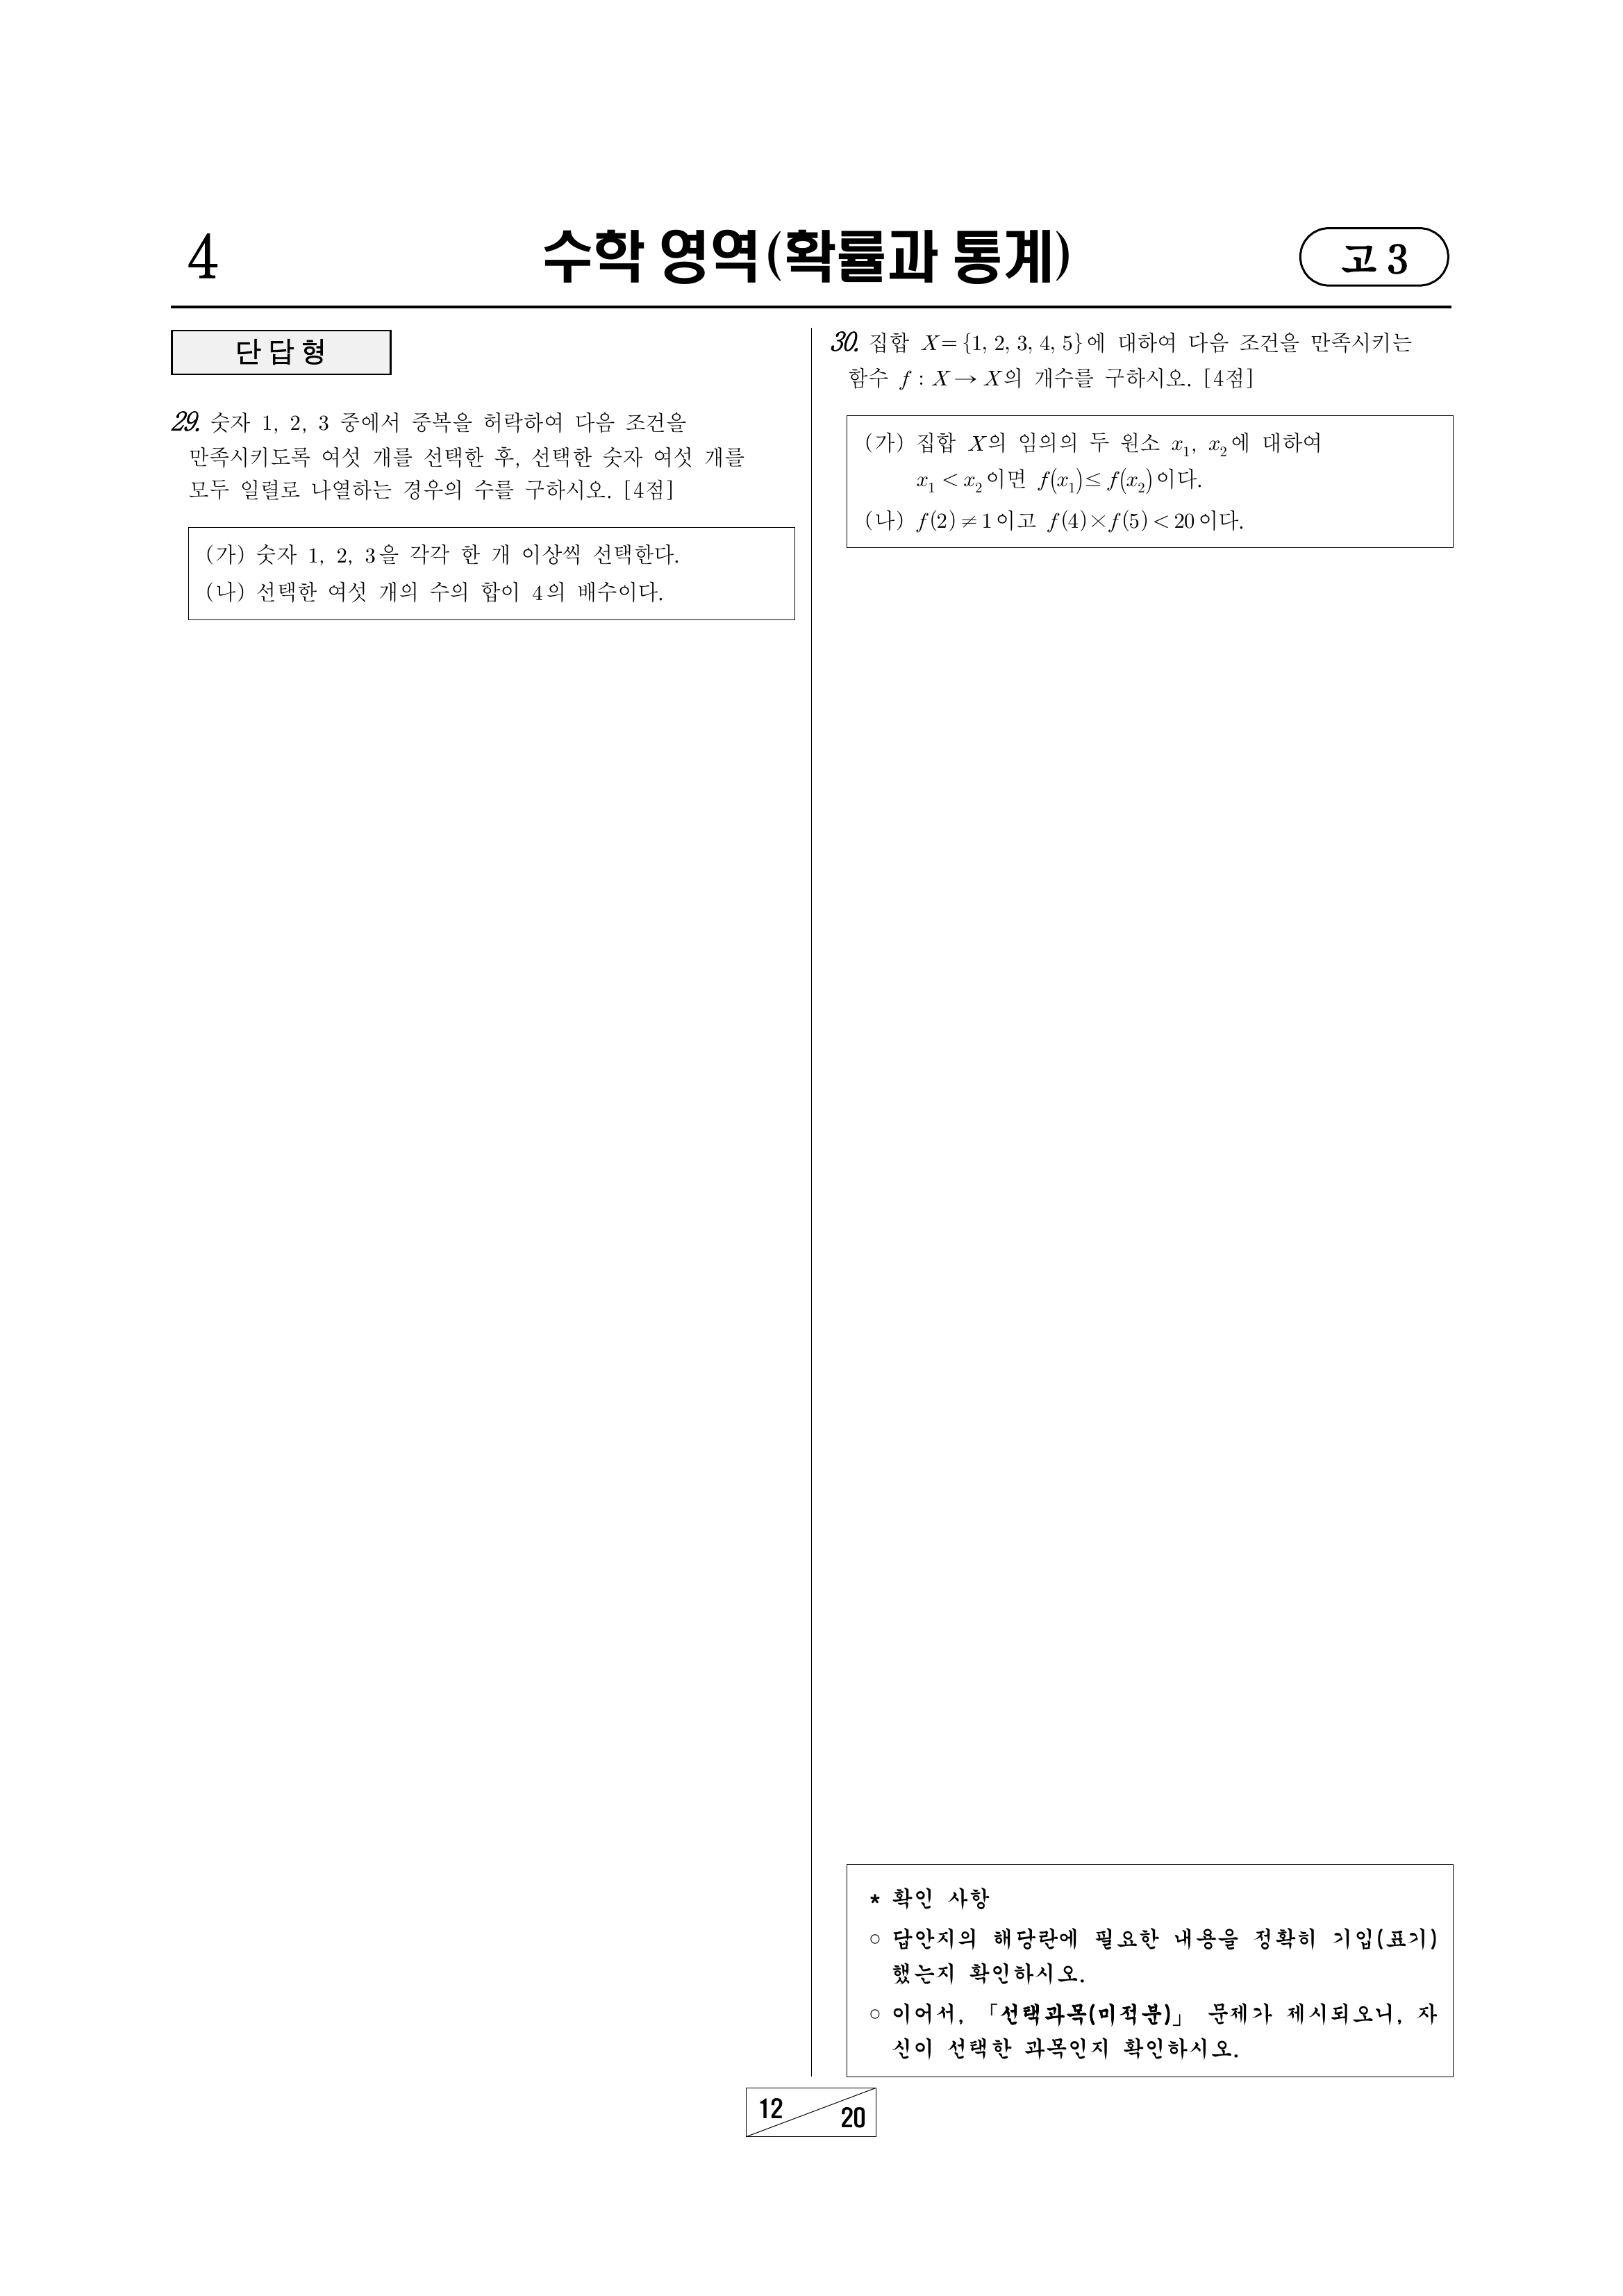 4
수학 영역(확률과 통계)
고 3
단답형
29. 숫자 1, 2, 3 중에서 중복을 허락하여 다음 조건을
만족시키도록 여섯 개를 선택한 후, 선택한 숫자 여섯 개를
모두 일렬로 나열하는 경우의 수를 구하시오. [4점]
(가) 숫자 1, 2, 3을 각각 한 개 이상씩 선택한다.
(나) 선택한 여섯 개의 수의 합이 4의 배수이다.
30. 집합 X={1, 2, 3, 4, 5}에 대하여 다음 조건을 만족시키는
함수 f : X → X의 개수를 구하시오. [4점]
(가) 집합 X의 임의의 두 원소 x₁, x₂에 대하여
x₁ < x₂이면 f(x₁) ≤ f(x₂)이다.
(나) f(2) ≠ 1이고 f(4)×f(5) < 20이다.
* 확인 사항
○ 답안지의 해당란에 필요한 내용을 정확히 기입(표기)
했는지 확인하시오.
○ 이어서, 「선택과목(미적분)」 문제가 제시되오니, 자
신이 선택한 과목인지 확인하시오.
12
20